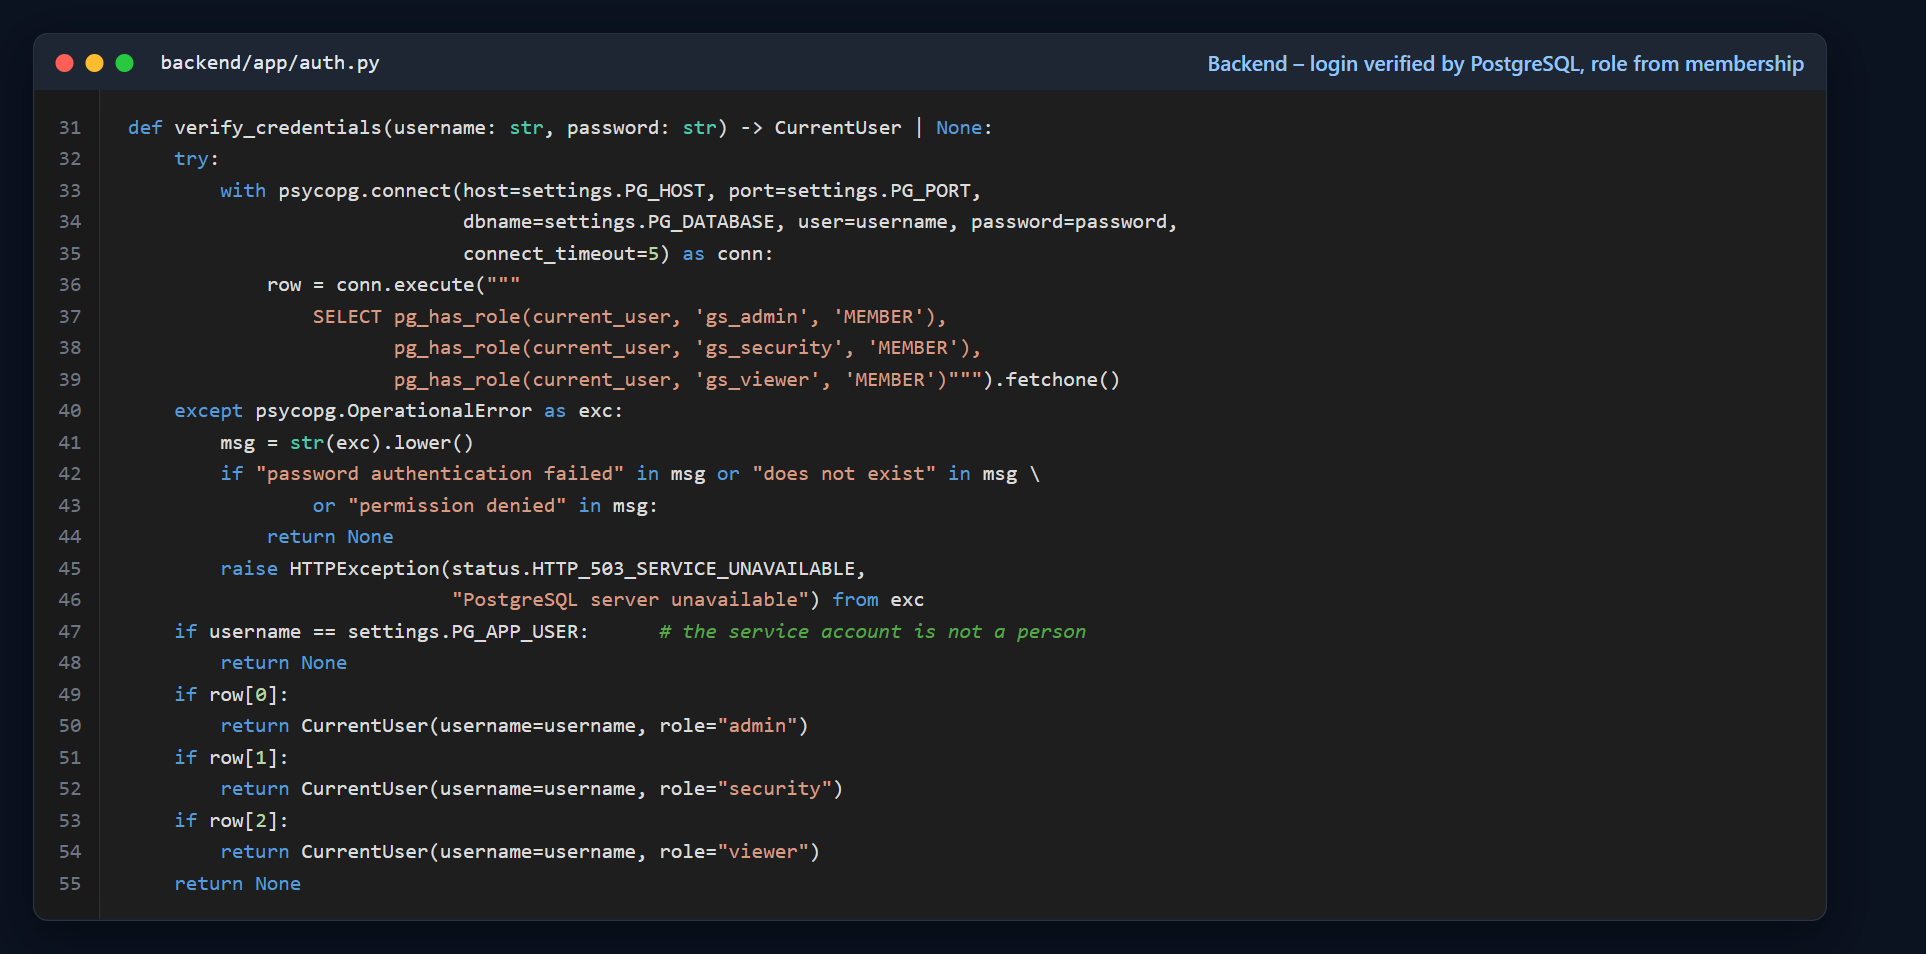 backend/app/auth.py
Backend – login verified by PostgreSQL, role from membership
31 def verify_credentials(username: str, password: str) -> CurrentUser | None:
32     try:
33         with psycopg.connect(host=settings.PG_HOST, port=settings.PG_PORT,
34                              dbname=settings.PG_DATABASE, user=username, password=password,
35                              connect_timeout=5) as conn:
36             row = conn.execute("""
37                 SELECT pg_has_role(current_user, 'gs_admin', 'MEMBER'),
38                        pg_has_role(current_user, 'gs_security', 'MEMBER'),
39                        pg_has_role(current_user, 'gs_viewer', 'MEMBER')""").fetchone()
40     except psycopg.OperationalError as exc:
41         msg = str(exc).lower()
42         if "password authentication failed" in msg or "does not exist" in msg \
43                 or "permission denied" in msg:
44             return None
45         raise HTTPException(status.HTTP_503_SERVICE_UNAVAILABLE,
46                             "PostgreSQL server unavailable") from exc
47     if username == settings.PG_APP_USER:      # the service account is not a person
48         return None
49     if row[0]:
50         return CurrentUser(username=username, role="admin")
51     if row[1]:
52         return CurrentUser(username=username, role="security")
53     if row[2]:
54         return CurrentUser(username=username, role="viewer")
55     return None